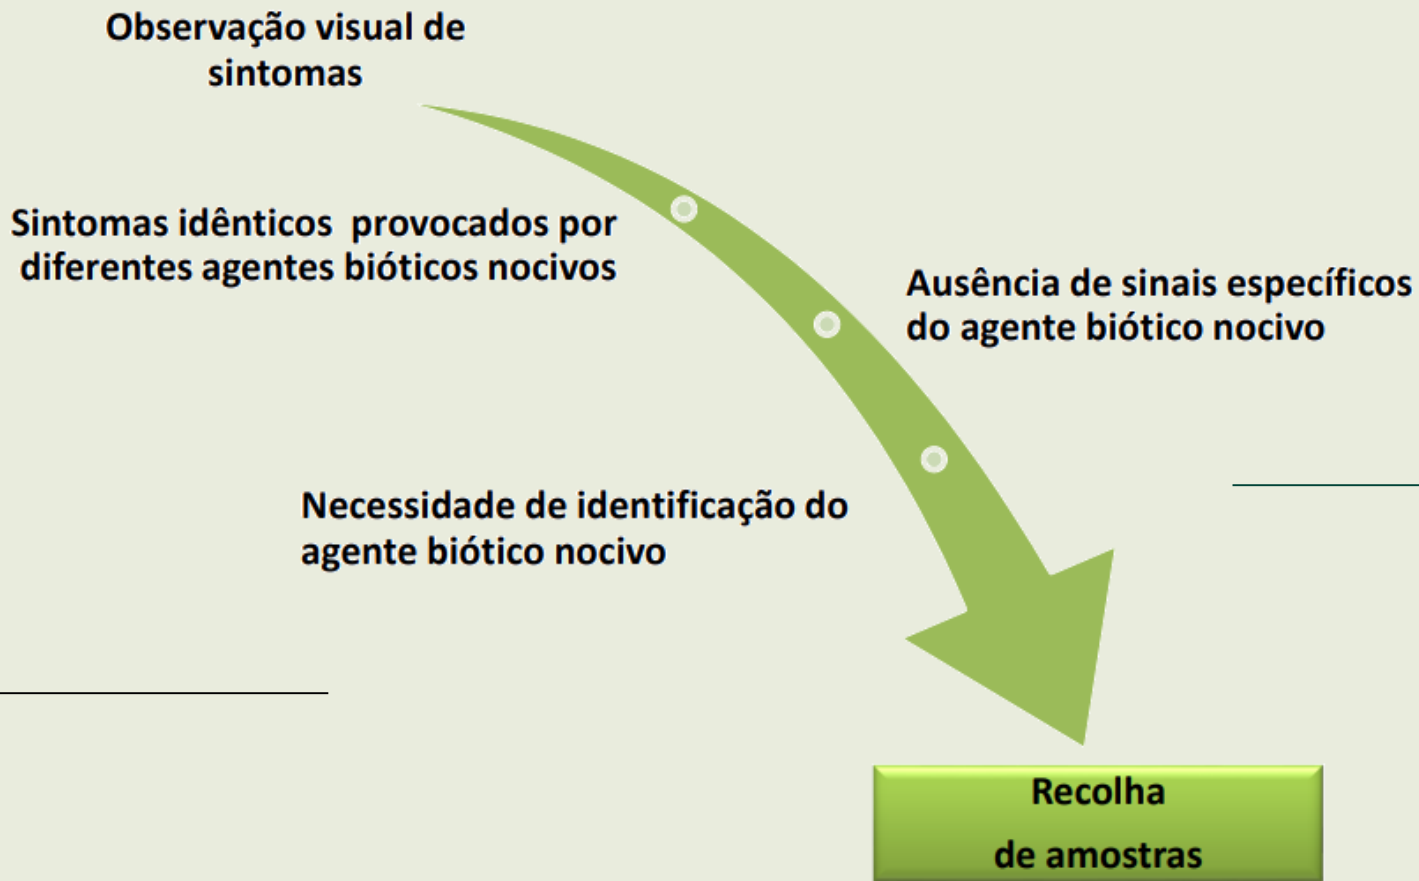 Observação visual de
sintomas
Sintomas idênticos provocados por
diferentes agentes bióticos nocivos
Ausência de sinais específicos
do agente biótico nocivo
Necessidade de identificação do
agente biótico nocivo
Recolha
de amostras